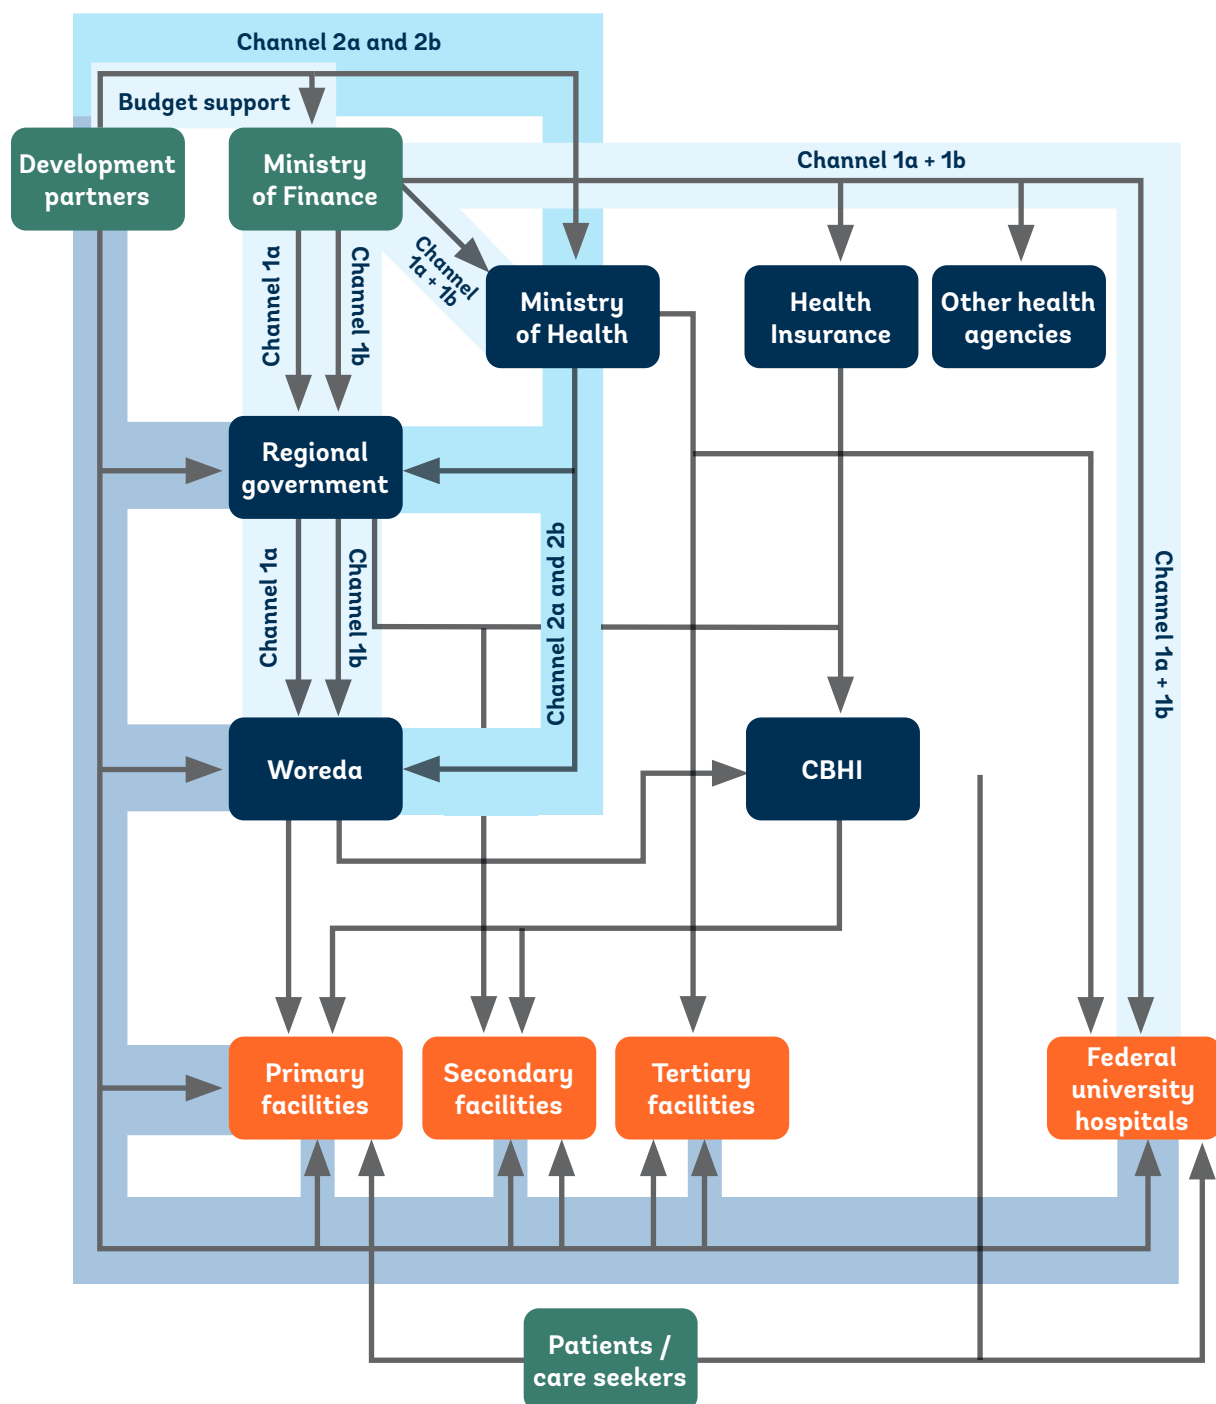 Channel 2a and 2b
Budget support
Development
partners
Ministry
of Finance
Channel 1a + 1b
Channel 1a
Channel 1b
Channel
1a + 1b
Ministry
of Health
Health
Insurance
Other health
agencies
Regional
government
Channel 1a
Channel 1b
Channel 2a and 2b
Channel 1a + 1b
Woreda
CBHI
Primary
facilities
Secondary
facilities
Tertiary
facilities
Federal
university
hospitals
Patients /
care seekers